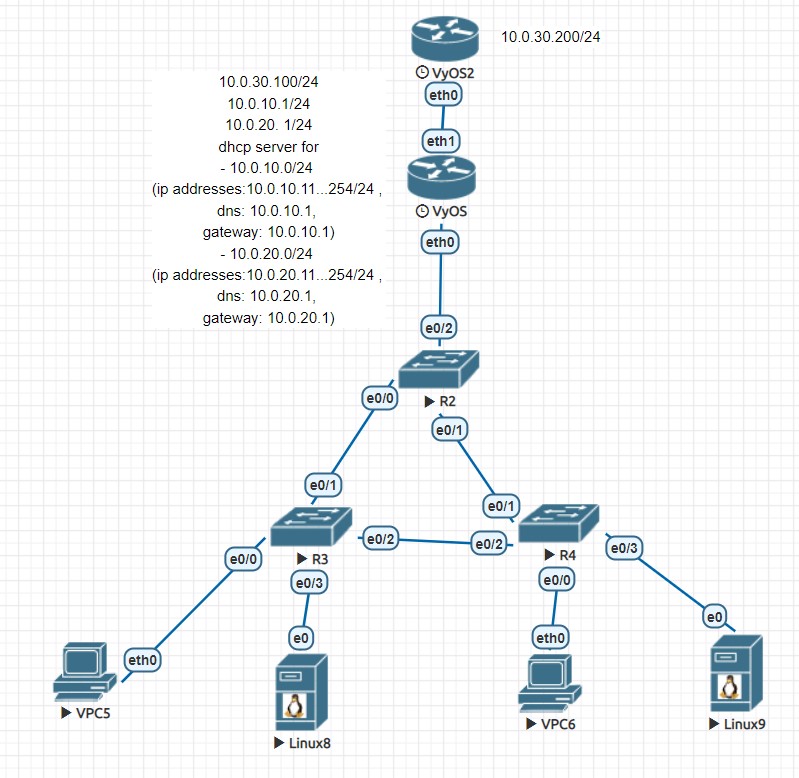 10.0.30.200/24
VyOS2
eth0
10.0.30.100/24
10.0.10.1/24
10.0.20. 1/24
dhcp server for
- 10.0.10.0/24
(ip addresses:10.0.10.11...254/24 ,
dns: 10.0.10.1,
gateway: 10.0.10.1)
- 10.0.20.0/24
(ip addresses:10.0.20.11...254/24 ,
dns: 10.0.20.1,
gateway: 10.0.20.1)
eth1
VyOS
eth0
e0/2
R2
e0/0
e0/1
e0/1
e0/1
R3
e0/2
e0/2
R4
e0/0
e0/3
e0/0
e0/3
eth0
e0
eth0
e0
VPC5
Linux8
VPC6
Linux9